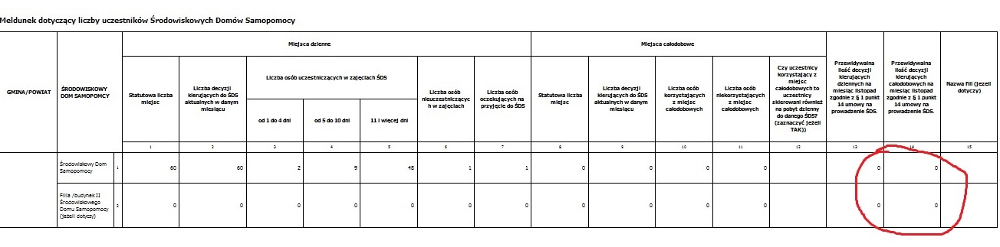 Meldunek dotyczący liczby uczestników Środowiskowych Domów Samopomocy
GMINA/POWIAT
ŚRODOWISKOWY
DOM SAMOPOMCY
Miejsca dzienne
Statutowa liczba
miejsc
Liczba decyzji
kierujących do ŚDS
aktualnych w danym
miesiącu
Liczba osób uczestniczących w zajęciach ŚDS
od 1 do 4 dni
od 5 do 10 dni
11 i więcej dni
Liczba osób
nieuczestniczącyc
h w zajęciach
Liczba osób
oczekujących na
przyjęcie do ŚDS
Miejsca całodobowe
Statutowa liczba
miejsc
Liczba decyzji
kierujących do ŚDS
aktualnych w danym
miesiącu
Liczba osób
korzystających
z miejsc
całodobowych
Liczba osób
niekorzystających
z miejsc
całodobowych
Czy uczestnicy
korzystający z
miejsc
całodobowych to
uczestnicy
skierowani również
na pobyt dzienny
do danego ŚDS?
(zaznaczyć jeżeli
TAK))
Przewidywalna
ilość decyzji
kierujących
dziennych na
miesiąc listopad
zgodnie z § 1 punkt
14 umowy na
prowadzenie ŚDS.
Przewidywalna
ilość decyzji
kierujących
całodobowych na
miesiąc listopad
zgodnie z § 1 punkt
14 umowy na
prowadzenie ŚDS.
Nazwa fili (jeżeli
dotyczy)
1 2 3 4 5 6 7 8 9 10 11 12 13 14 15
Środowiskowy Dom
Samopomocy
1 60 60 2 9 48 1 1 0 0 0 0 0 0
Filia /budynek II
Środowiskowego
Domu Samopomocy
(jeżeli dotyczy)
2 0 0 0 0 0 0 0 0 0 0 0 0 0